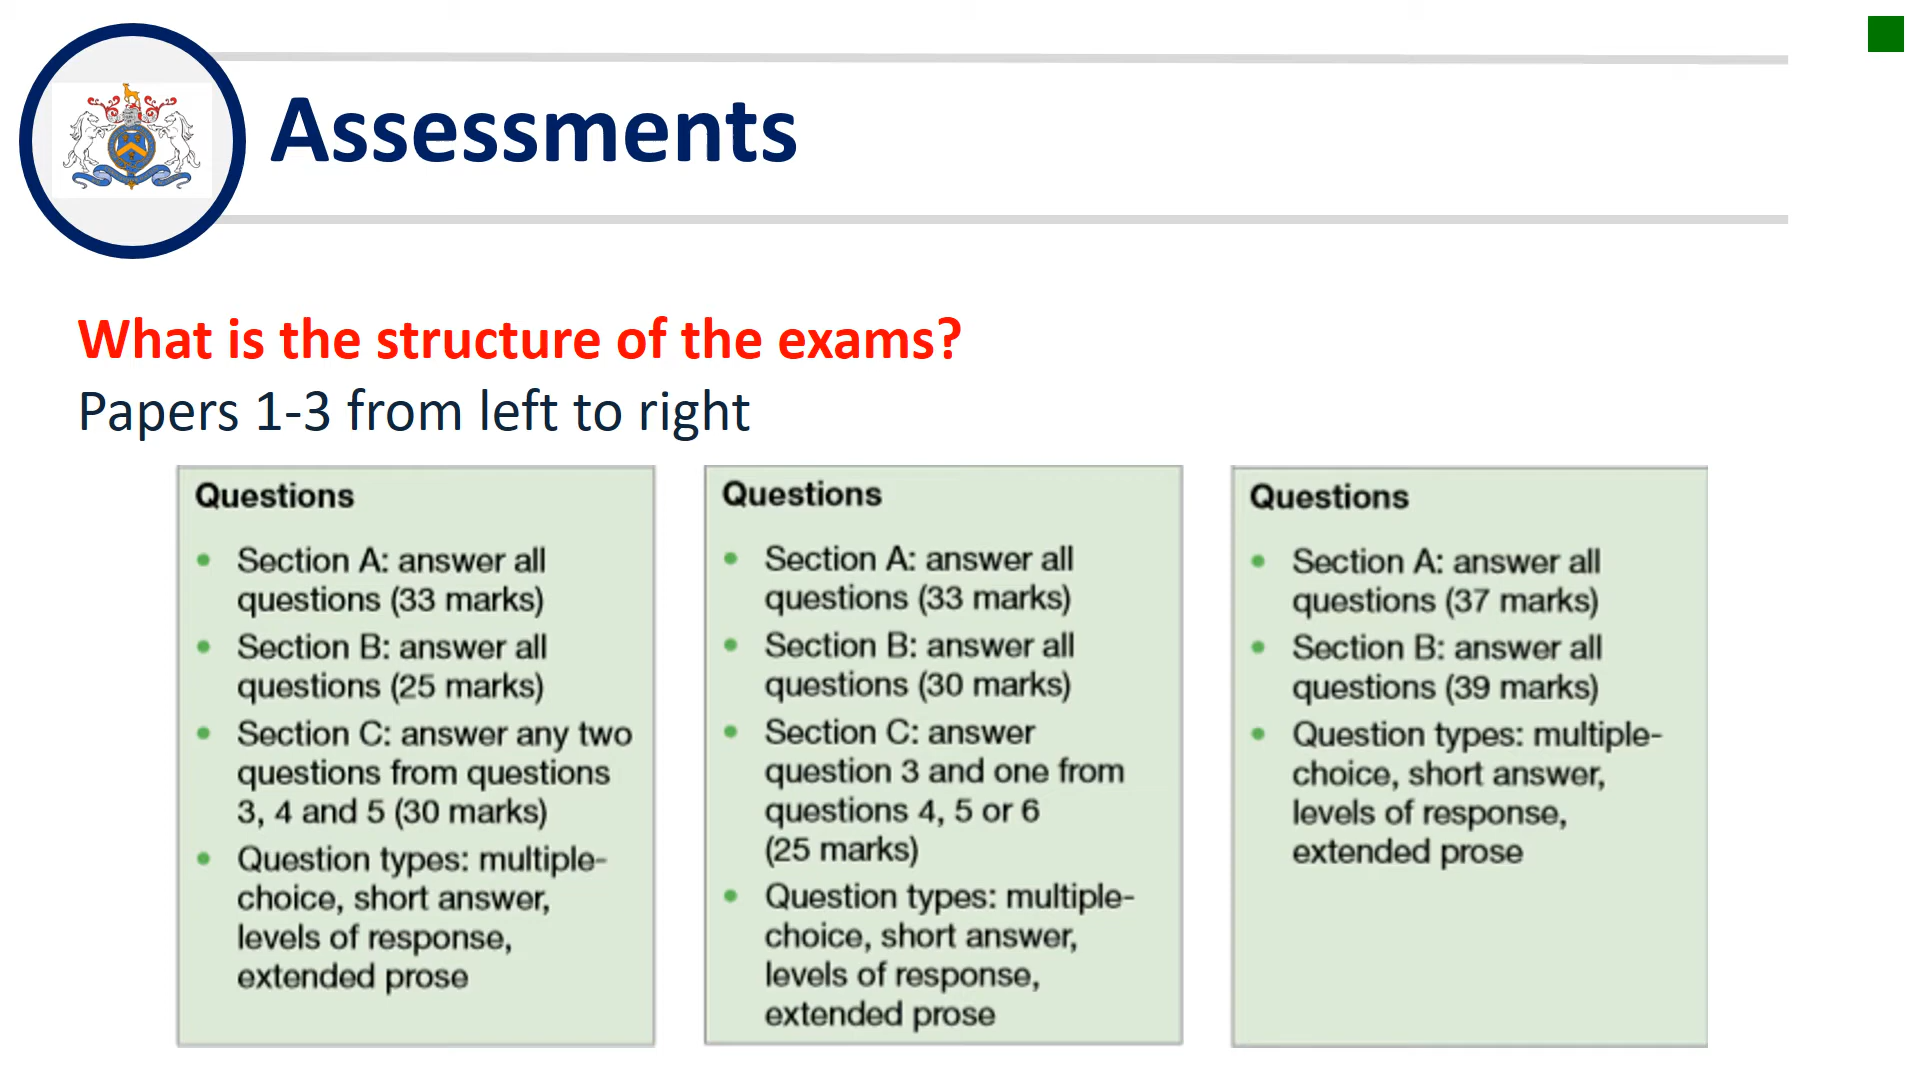 Assessments
What is the structure of the exams?
Papers 1-3 from left to right
Questions
• Section A: answer all
questions (33 marks)
• Section B: answer all
questions (25 marks)
• Section C: answer any two
questions from questions
3, 4 and 5 (30 marks)
• Question types: multiple-
choice, short answer,
levels of response,
extended prose
Questions
• Section A: answer all
questions (33 marks)
• Section B: answer all
questions (30 marks)
• Section C: answer
question 3 and one from
questions 4, 5 or 6
(25 marks)
• Question types: multiple-
choice, short answer,
levels of response,
extended prose
Questions
• Section A: answer all
questions (37 marks)
• Section B: answer all
questions (39 marks)
• Question types: multiple-
choice, short answer,
levels of response,
extended prose